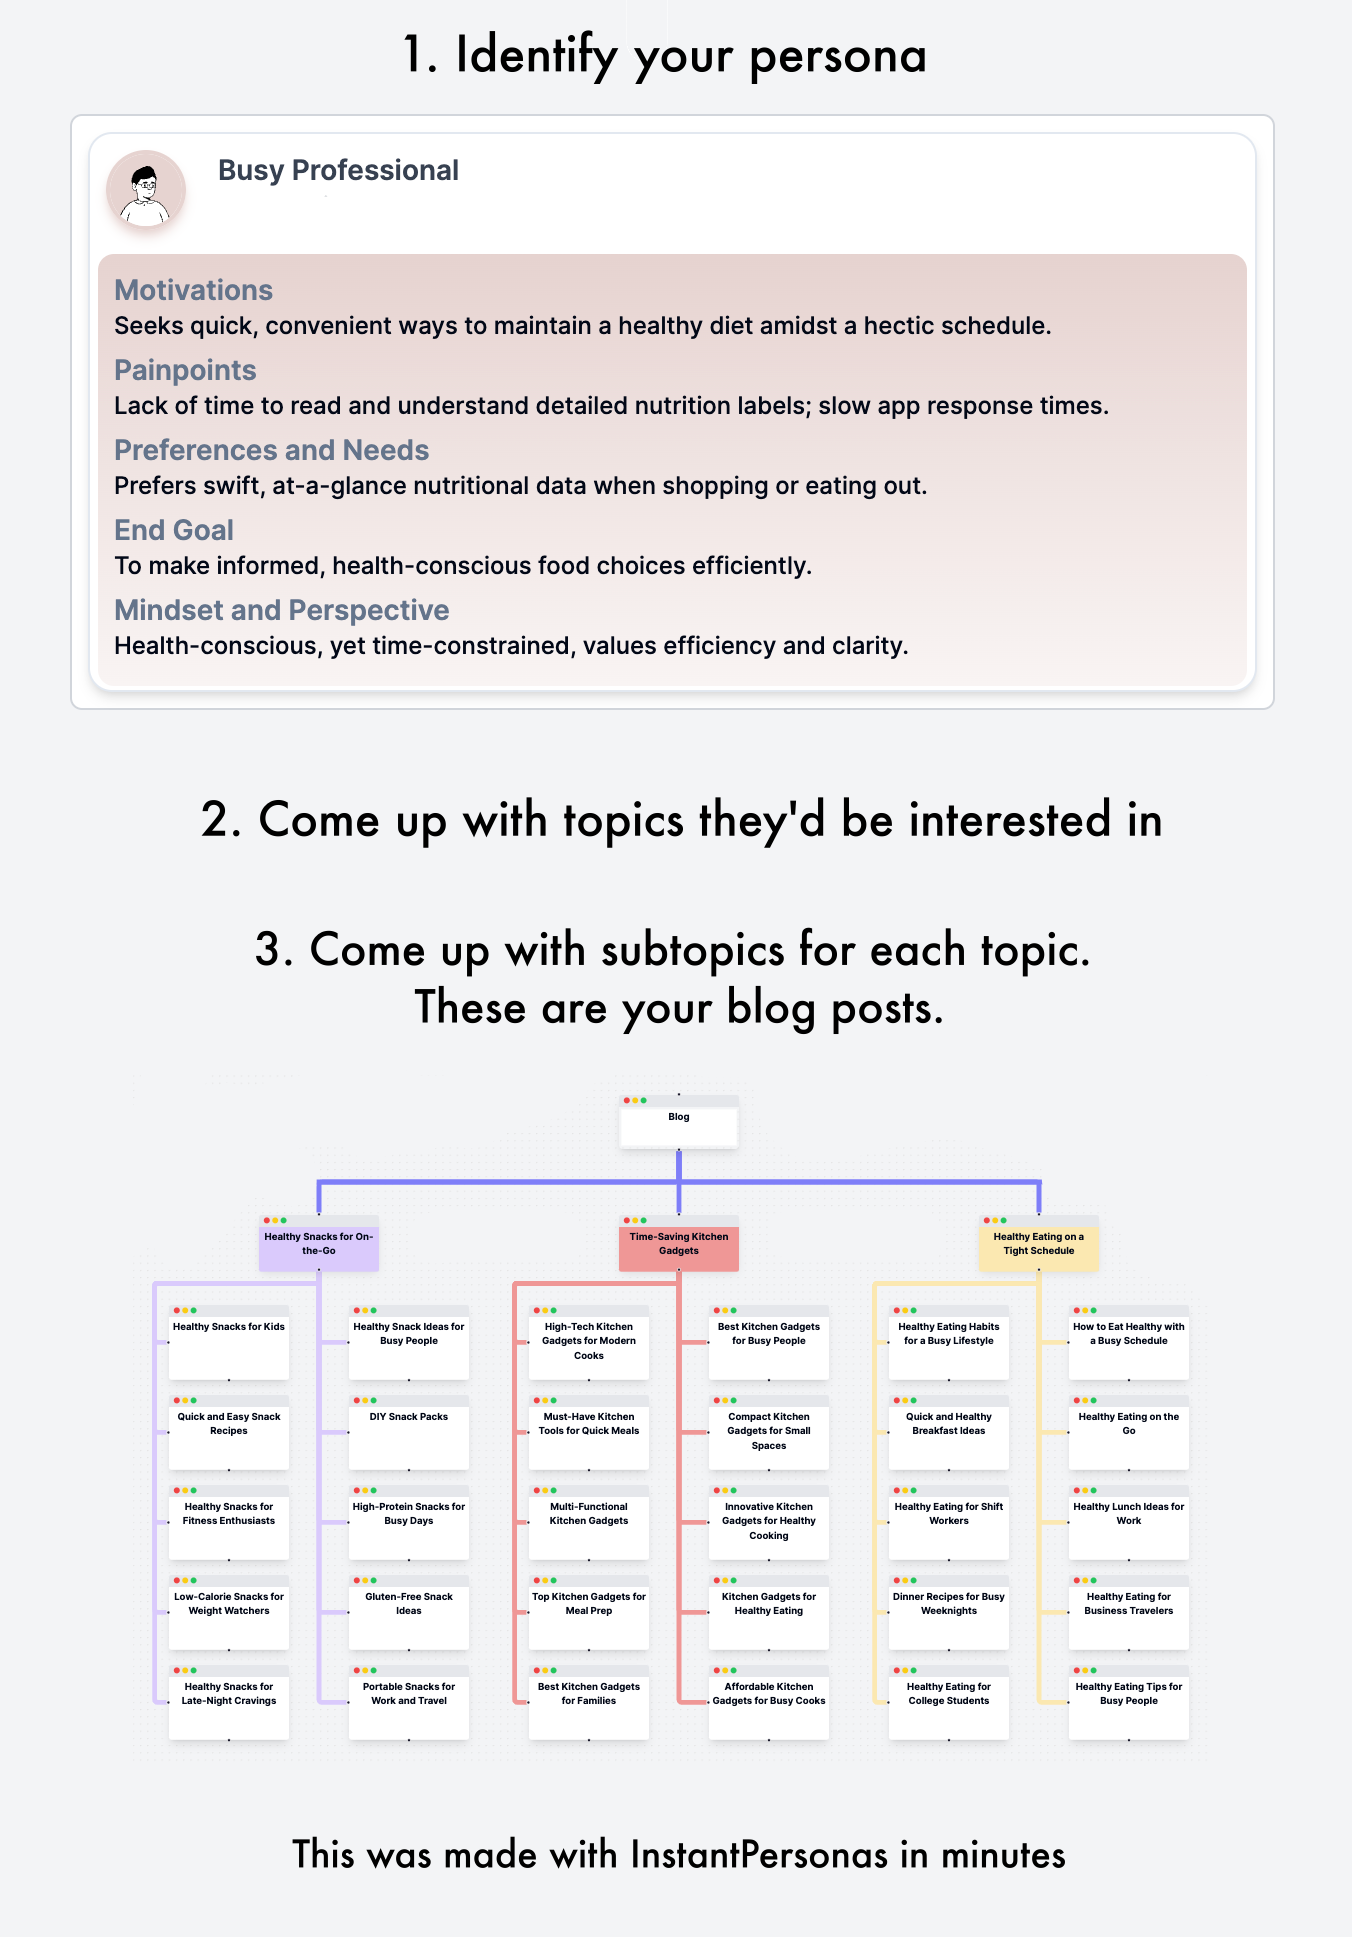 1. Identify your persona
Busy Professional
Motivations
Seeks quick, convenient ways to maintain a healthy diet amidst a hectic schedule.
Painpoints
Lack of time to read and understand detailed nutrition labels; slow app response times.
Preferences and Needs
Prefers swift, at-a-glance nutritional data when shopping or eating out.
End Goal
To make informed, health-conscious food choices efficiently.
Mindset and Perspective
Health-conscious, yet time-constrained, values efficiency and clarity.
2. Come up with topics they'd be interested in
3. Come up with subtopics for each topic.
These are your blog posts.
Blog
Healthy Snacks for On-
the-Go
Time-Saving Kitchen
Gadgets
Healthy Eating on a
Tight Schedule
Healthy Snacks for Kids
Healthy Snack Ideas for
Busy People
High-Tech Kitchen
Gadgets for Modern
Cooks
Best Kitchen Gadgets
for Busy People
Healthy Eating Habits
for a Busy Lifestyle
How to Eat Healthy with
a Busy Schedule
Quick and Easy Snack
Recipes
DIY Snack Packs
Must-Have Kitchen
Tools for Quick Meals
Compact Kitchen
Gadgets for Small
Spaces
Quick and Healthy
Breakfast Ideas
Healthy Eating on the
Go
Healthy Snacks for
Fitness Enthusiasts
High-Protein Snacks for
Busy Days
Multi-Functional
Kitchen Gadgets
Innovative Kitchen
Gadgets for Healthy
Cooking
Healthy Eating for Shift
Workers
Healthy Lunch Ideas for
Work
Low-Calorie Snacks for
Weight Watchers
Gluten-Free Snack
Ideas
Top Kitchen Gadgets for
Meal Prep
Kitchen Gadgets for
Healthy Eating
Dinner Recipes for Busy
Weeknights
Healthy Eating for
Business Travelers
Healthy Snacks for
Late-Night Cravings
Portable Snacks for
Work and Travel
Best Kitchen Gadgets
for Families
Affordable Kitchen
Gadgets for Busy Cooks
Healthy Eating for
College Students
Healthy Eating Tips for
Busy People
This was made with InstantPersonas in minutes